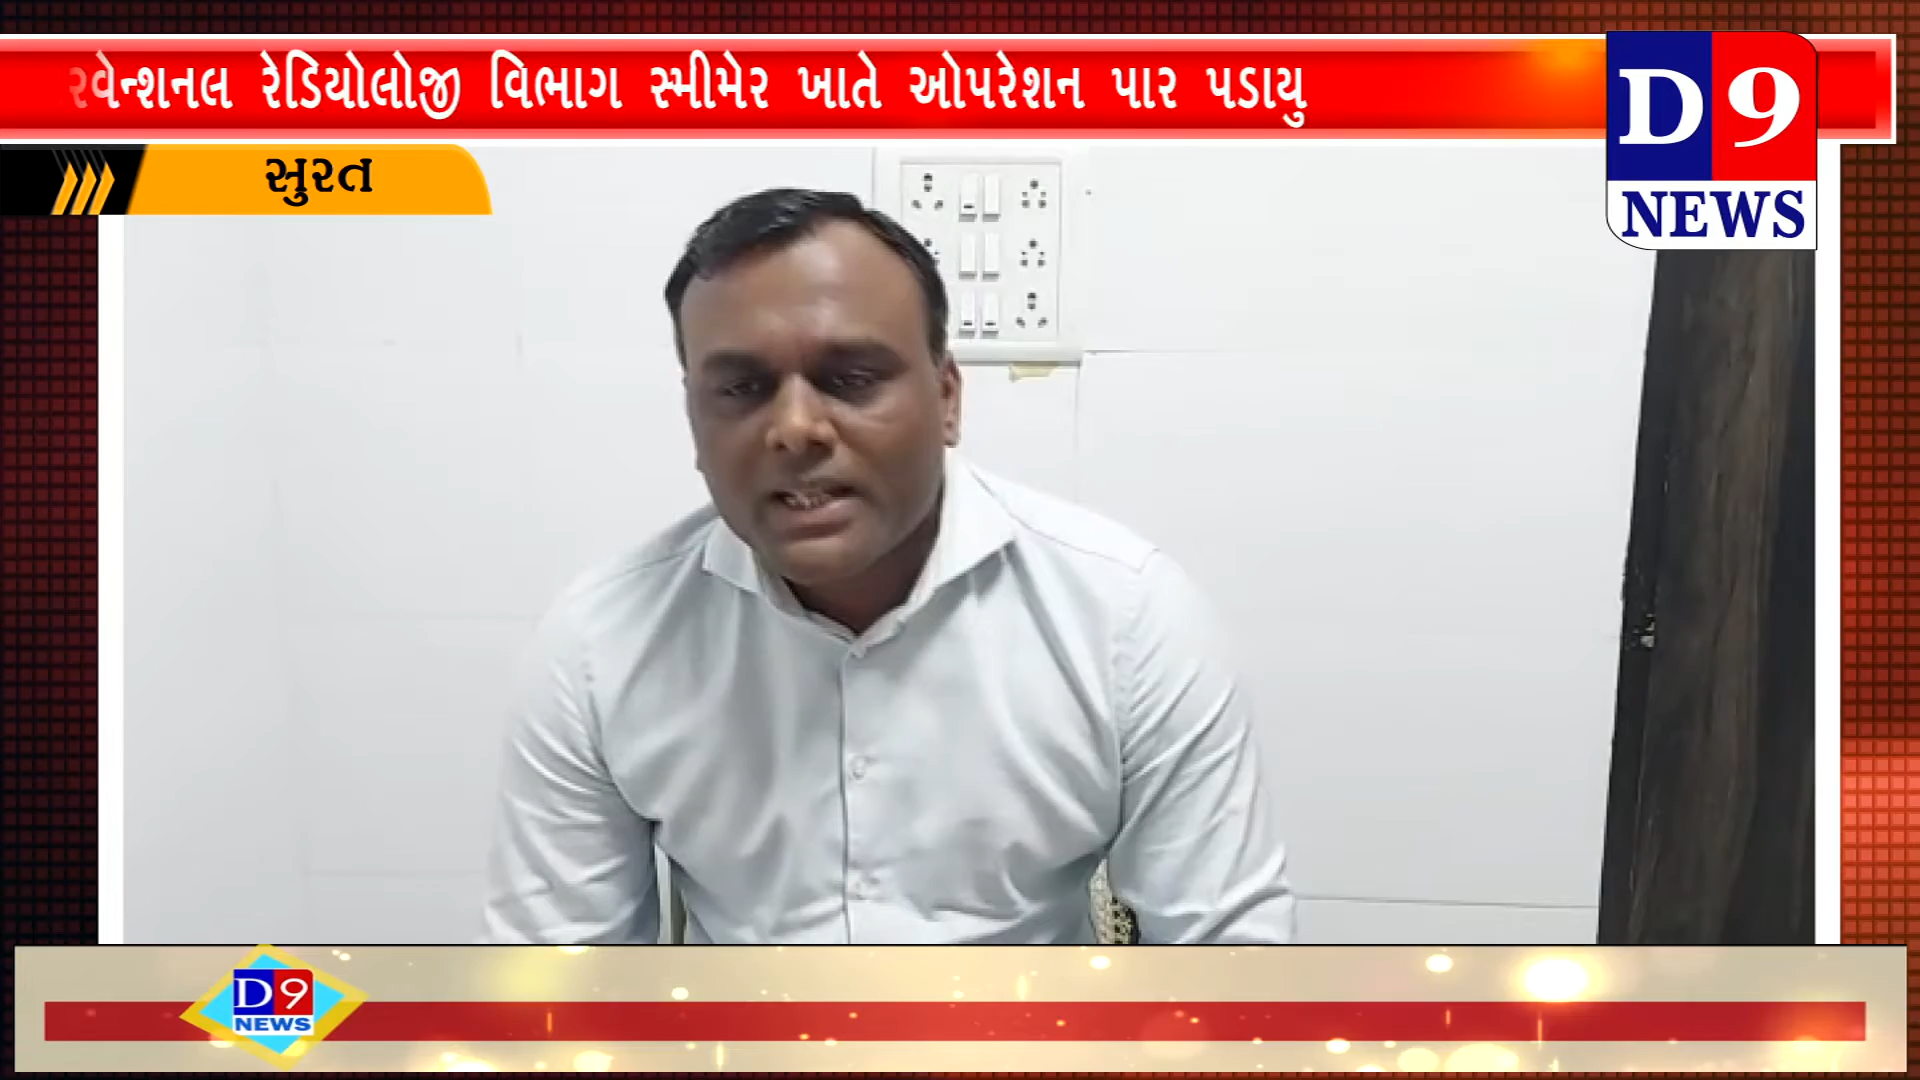 રવેન્શનલ રેડિયોલોજી વિભાગ સ્મીમેર ખાતે ઓપરેશન પાર પડાયુ
D9
NEWS
સુરત
D9
NEWS